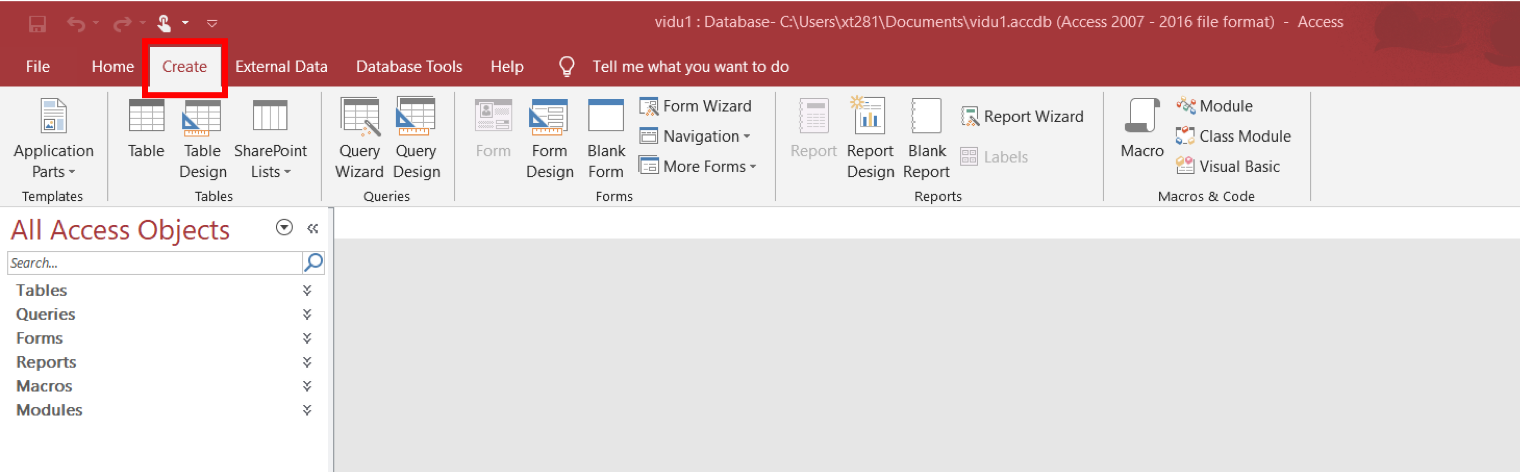 vidu1 : Database- C:\Users\xt281\Documents\vidu1.accdb (Access 2007 - 2016 file format) - Access
File Home Create External Data Database Tools Help Tell me what you want to do
Application Parts
Table
Table Design
SharePoint Lists
Query Wizard
Query Design
Form
Form Design
Blank Form
Form Wizard
Navigation
More Forms
Report
Report Design
Blank Report
Report Wizard
Labels
Macro
Module
Class Module
Visual Basic
Templates Tables Queries Forms Reports Macros & Code
All Access Objects
Search...
Tables
Queries
Forms
Reports
Macros
Modules